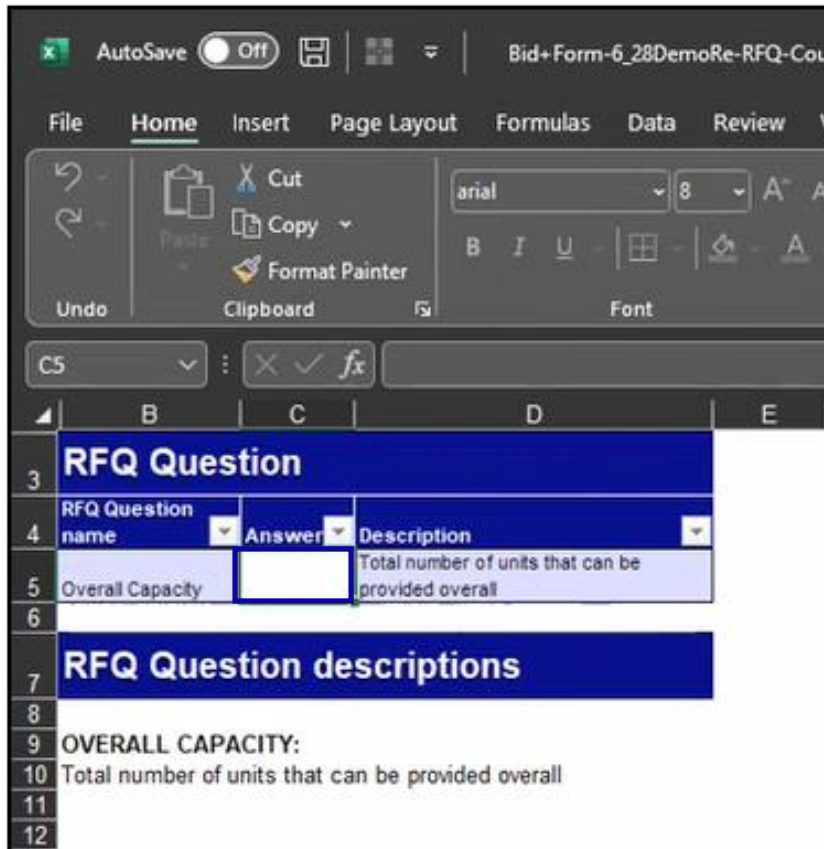 AutoSave Off Bid+Form-6_28DemoRe-RFQ-Cou
File Home Insert Page Layout Formulas Data Review
Paste
Cut
Copy
Format Painter
arial 8 A A
B I U A
Undo Clipboard Font
C5 fx
B C D E
3 RFQ Question
4 RFQ Question
name Answer Description
5 Overall Capacity Total number of units that can be
provided overall
6
7 RFQ Question descriptions
8
9 OVERALL CAPACITY:
10 Total number of units that can be provided overall
11
12